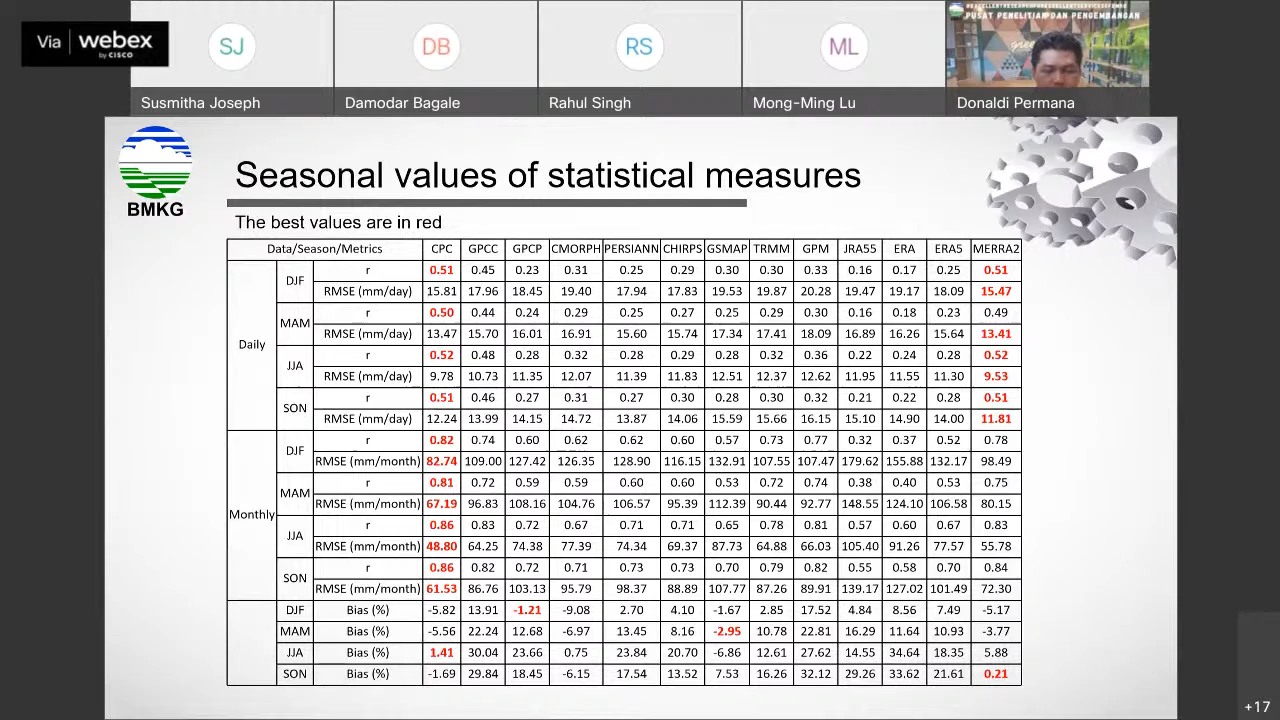 Via webex
by CISCO
SJ
DB
RS
ML
#EXCELLENTRESEARCHFOREXCELLENTSERVICESOFBMKG
PUSAT PENELITIAN DAN PENGEMBANGAN
Susmitha Joseph
Damodar Bagale
Rahul Singh
Mong-Ming Lu
Donaldi Permana
BMKG
Seasonal values of statistical measures
The best values are in red
Data/Season/Metrics CPC GPCC GPCP CMORPH PERSIANN CHIRPS GSMAP TRMM GPM JRA55 ERA ERA5 MERRA2
Daily
DJF
r 0.51 0.45 0.23 0.31 0.25 0.29 0.30 0.30 0.33 0.16 0.17 0.25 0.51
RMSE (mm/day) 15.81 17.96 18.45 19.40 17.94 17.83 19.53 19.87 20.28 19.47 19.17 18.09 15.47
MAM
r 0.50 0.44 0.24 0.29 0.25 0.27 0.25 0.29 0.30 0.16 0.18 0.23 0.49
RMSE (mm/day) 13.47 15.70 16.01 16.91 15.60 15.74 17.34 17.41 18.09 16.89 16.26 15.64 13.41
JJA
r 0.52 0.48 0.28 0.32 0.28 0.29 0.28 0.32 0.36 0.22 0.24 0.28 0.52
RMSE (mm/day) 9.78 10.73 11.35 12.07 11.39 11.83 12.51 12.37 12.62 11.95 11.55 11.30 9.53
SON
r 0.51 0.46 0.27 0.31 0.27 0.30 0.28 0.30 0.32 0.21 0.22 0.28 0.51
RMSE (mm/day) 12.24 13.99 14.15 14.72 13.87 14.06 15.59 15.66 16.15 15.10 14.90 14.00 11.81
Monthly
DJF
r 0.82 0.74 0.60 0.62 0.62 0.60 0.57 0.73 0.77 0.32 0.37 0.52 0.78
RMSE (mm/month) 82.74 109.00 127.42 126.35 128.90 116.15 132.91 107.55 107.47 179.62 155.88 132.17 98.49
MAM
r 0.81 0.72 0.59 0.59 0.60 0.60 0.53 0.72 0.74 0.38 0.40 0.53 0.75
RMSE (mm/month) 67.19 96.83 108.16 104.76 106.57 95.39 112.39 90.44 92.77 148.55 124.10 106.58 80.15
JJA
r 0.86 0.83 0.72 0.67 0.71 0.71 0.65 0.78 0.81 0.57 0.60 0.67 0.83
RMSE (mm/month) 48.80 64.25 74.38 77.39 74.34 69.37 87.73 64.88 66.03 105.40 91.26 77.57 55.78
SON
r 0.86 0.82 0.72 0.71 0.73 0.73 0.70 0.79 0.82 0.55 0.58 0.70 0.84
RMSE (mm/month) 61.53 86.76 103.13 95.79 98.37 88.89 107.77 87.26 89.91 139.17 127.02 101.49 72.30
DJF Bias (%) -5.82 13.91 -1.21 -9.08 2.70 4.10 -1.67 2.85 17.52 4.84 8.56 7.49 -5.17
MAM Bias (%) -5.56 22.24 12.68 -6.97 13.45 8.16 -2.95 10.78 22.81 16.29 11.64 10.93 -3.77
JJA Bias (%) 1.41 30.04 23.66 0.75 23.84 20.70 -6.86 12.61 27.62 14.55 34.64 18.35 5.88
SON Bias (%) -1.69 29.84 18.45 -6.15 17.54 13.52 7.53 16.26 32.12 29.26 33.62 21.61 0.21
+17